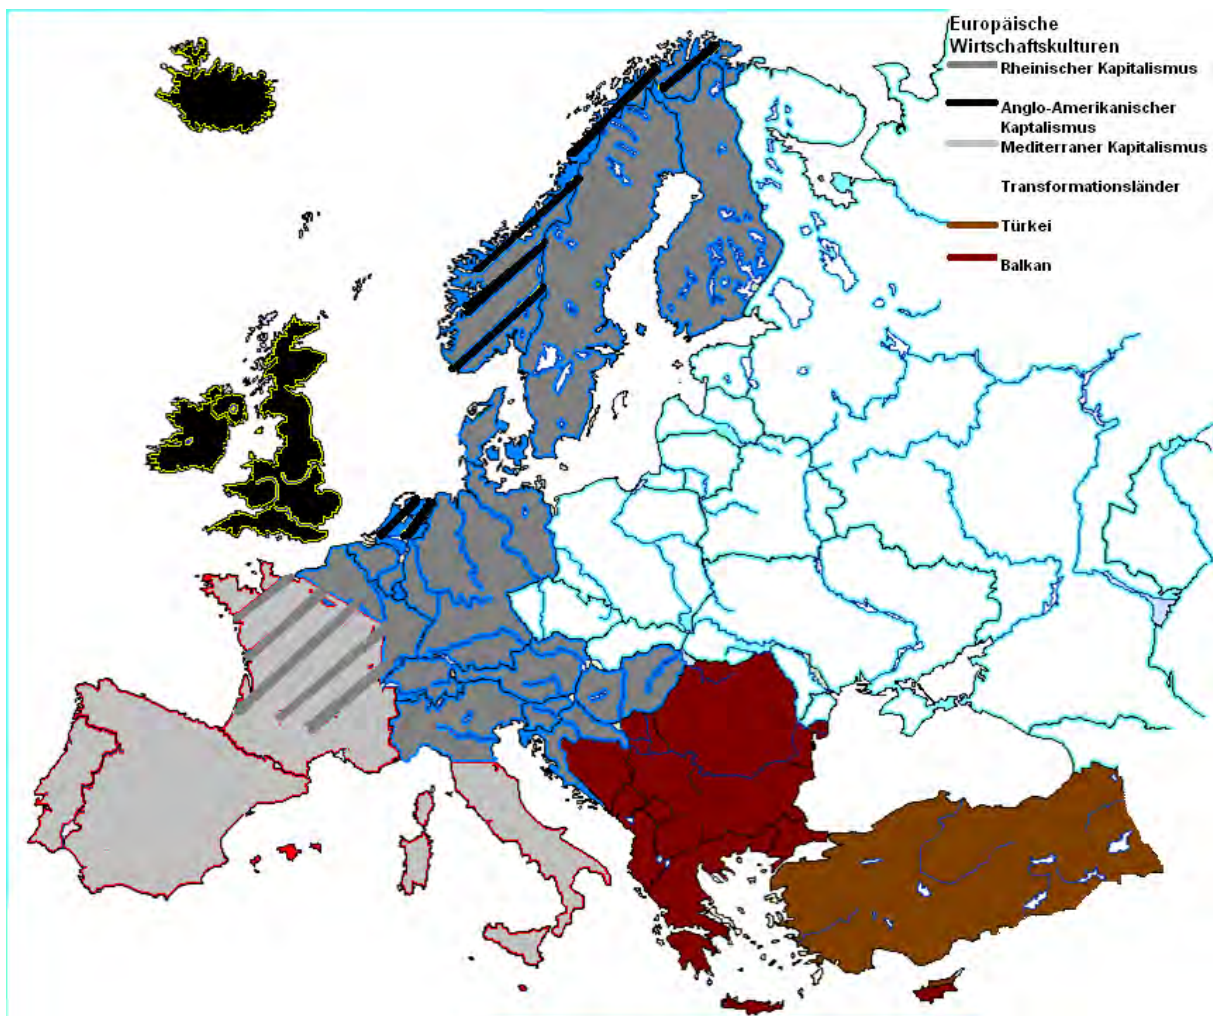 Europäische
Wirtschaftskulturen
Rheinischer Kapitalismus
Anglo-Amerikanischer
Kaptalismus
Mediterraner Kapitalismus
Transformationsländer
Türkei
Balkan